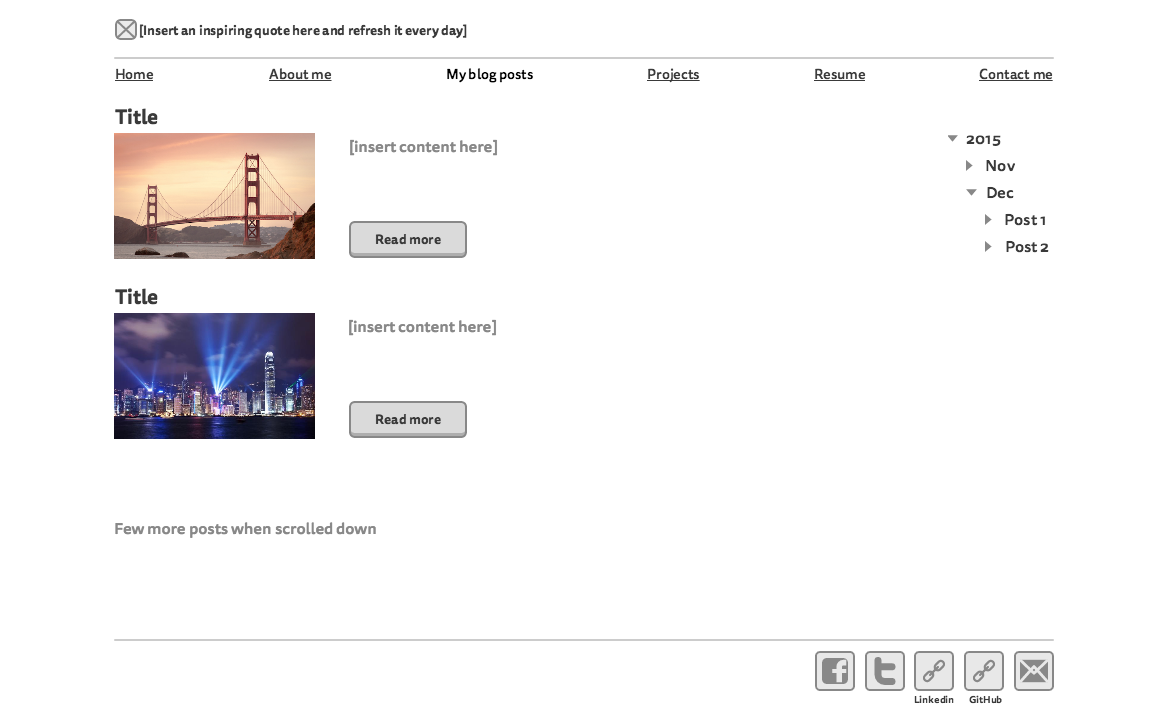 [Insert an inspiring quote here and refresh it every day]
Home About me My blog posts Projects Resume Contact me
Title
[insert content here]
Read more
2015
Nov
Dec
Post 1
Post 2
Title
[insert content here]
Read more
Few more posts when scrolled down
Linkedin GitHub